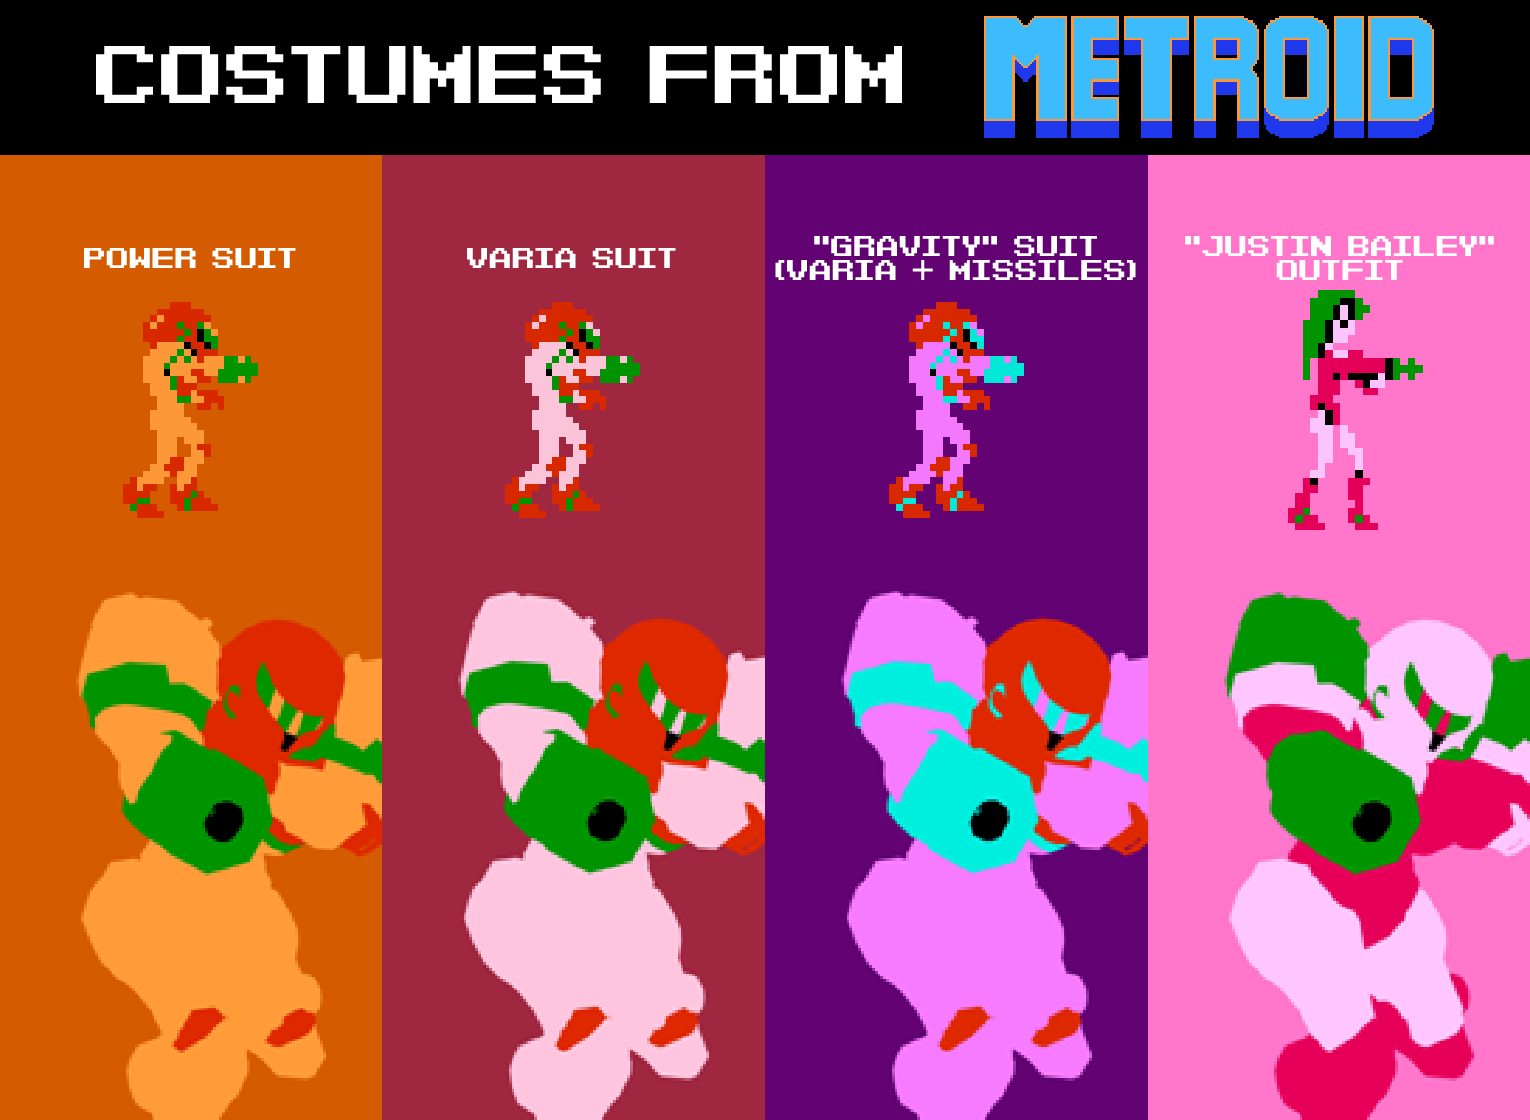 COSTUMES FROM METROID
POWER SUIT
VARIA SUIT
"GRAVITY" SUIT
(VARIA + MISSILES)
"JUSTIN BAILEY"
OUTFIT